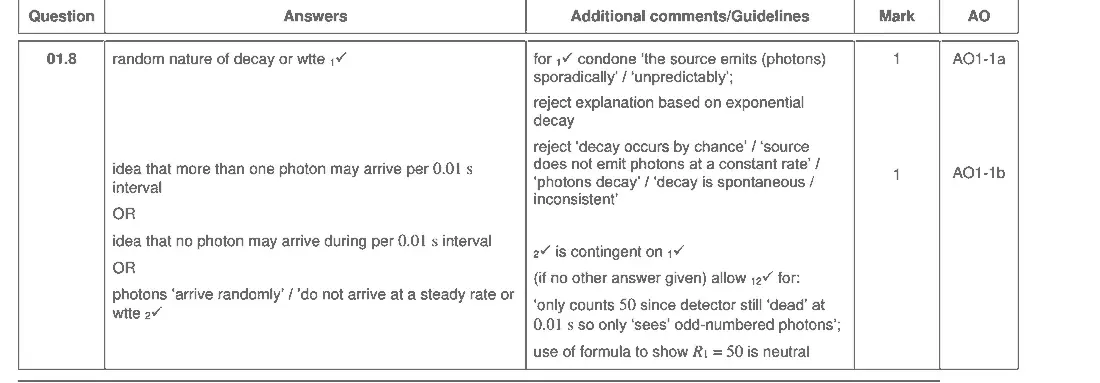 Question Answers Additional comments/Guidelines Mark AO
01.8 random nature of decay or wtte ₁✓ for ₁✓ condone ‘the source emits (photons) 1 AO1-1a
sporadically’ / ‘unpredictably’;
reject explanation based on exponential
decay
reject ‘decay occurs by chance’ / ‘source
does not emit photons at a constant rate’ /
‘photons decay’ / ‘decay is spontaneous /
inconsistent’
idea that more than one photon may arrive per 0.01 s 1 AO1-1b
interval
OR
idea that no photon may arrive during per 0.01 s interval
OR
photons ‘arrive randomly’ / ’do not arrive at a steady rate or
wtte ₂✓
₂✓ is contingent on ₁✓
(if no other answer given) allow ₁₂✓ for:
‘only counts 50 since detector still ‘dead’ at
0.01 s so only ‘sees’ odd-numbered photons’;
use of formula to show R₁ = 50 is neutral